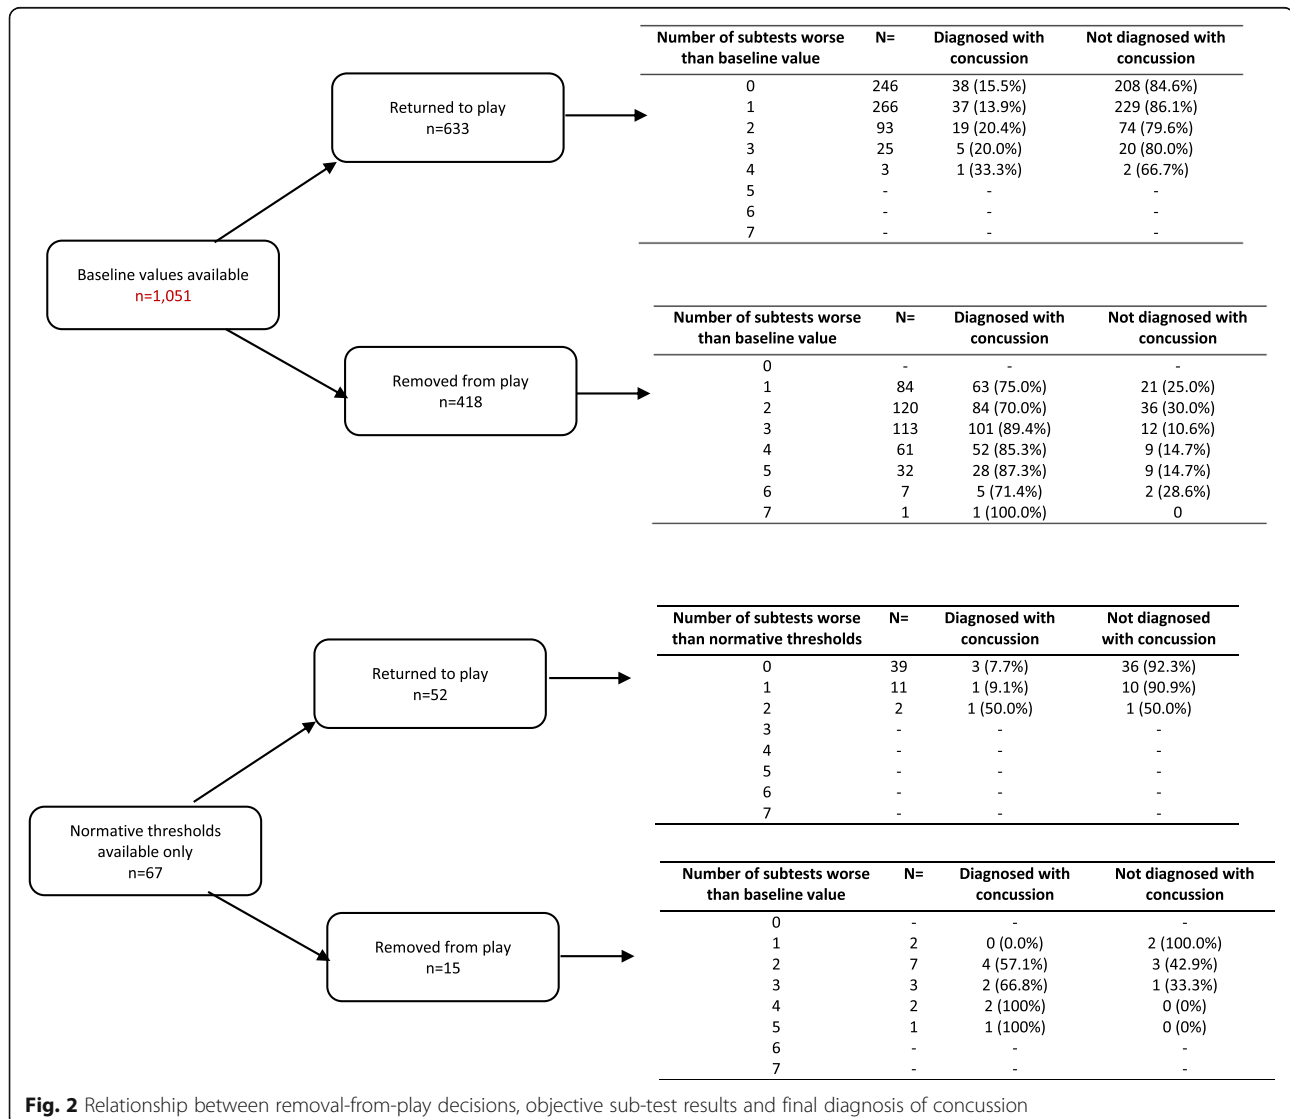 Number of subtests worse than baseline value N= Diagnosed with concussion Not diagnosed with concussion
0 246 38 (15.5%) 208 (84.6%)
1 266 37 (13.9%) 229 (86.1%)
2 93 19 (20.4%) 74 (79.6%)
3 25 5 (20.0%) 20 (80.0%)
4 3 1 (33.3%) 2 (66.7%)
5 - - -
6 - - -
7 - - -
Returned to play
n=633
Baseline values available
n=1,051
Removed from play
n=418
Number of subtests worse than baseline value N= Diagnosed with concussion Not diagnosed with concussion
0 - - -
1 84 63 (75.0%) 21 (25.0%)
2 120 84 (70.0%) 36 (30.0%)
3 113 101 (89.4%) 12 (10.6%)
4 61 52 (85.3%) 9 (14.7%)
5 32 28 (87.3%) 9 (14.7%)
6 7 5 (71.4%) 2 (28.6%)
7 1 1 (100.0%) 0
Returned to play
n=52
Number of subtests worse than normative thresholds N= Diagnosed with concussion Not diagnosed with concussion
0 39 3 (7.7%) 36 (92.3%)
1 11 1 (9.1%) 10 (90.9%)
2 2 1 (50.0%) 1 (50.0%)
3 - - -
4 - - -
5 - - -
6 - - -
7 - - -
Normative thresholds
available only
n=67
Removed from play
n=15
Number of subtests worse than baseline value N= Diagnosed with concussion Not diagnosed with concussion
0 - - -
1 2 0 (0.0%) 2 (100.0%)
2 7 4 (57.1%) 3 (42.9%)
3 3 2 (66.8%) 1 (33.3%)
4 2 2 (100%) 0 (0%)
5 1 1 (100%) 0 (0%)
6 - - -
7 - - -
Fig. 2 Relationship between removal-from-play decisions, objective sub-test results and final diagnosis of concussion